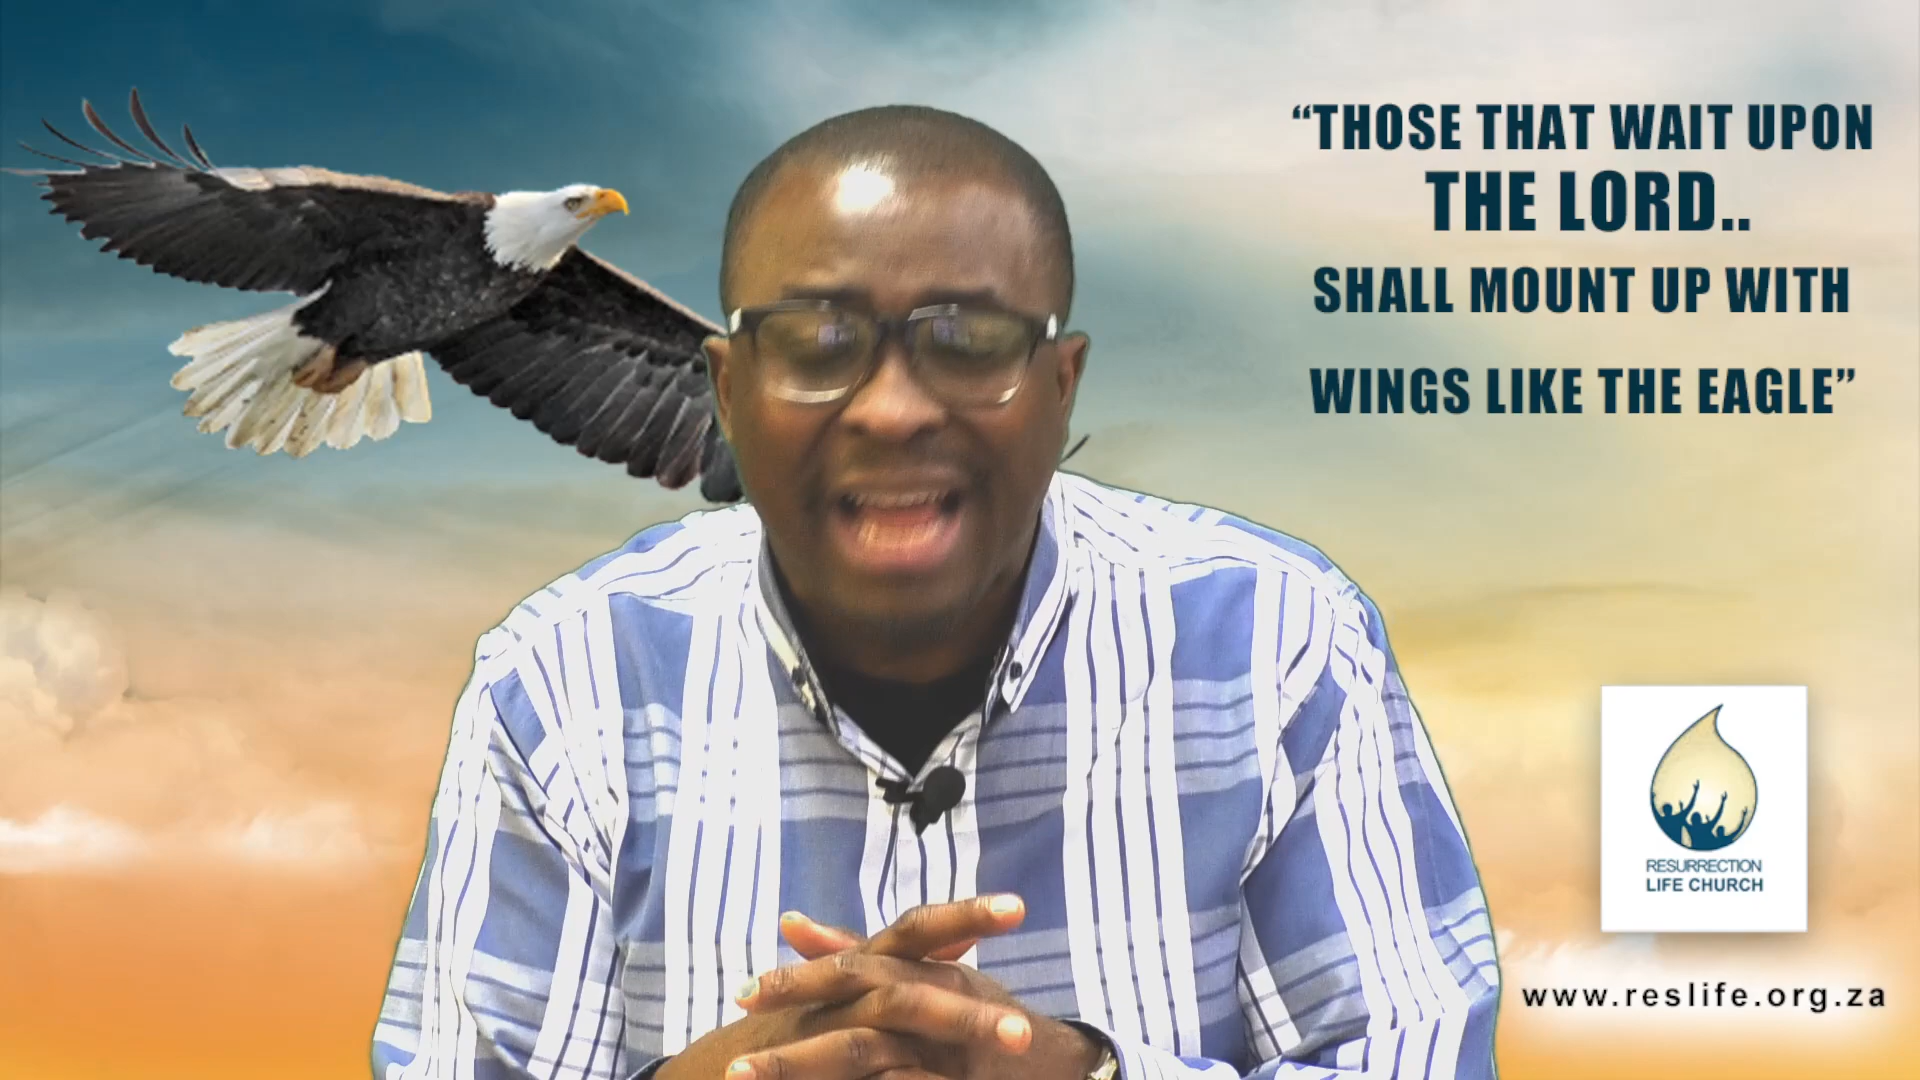 “THOSE THAT WAIT UPON
THE LORD..
SHALL MOUNT UP WITH
WINGS LIKE THE EAGLE”
RESURRECTION
LIFE CHURCH
www.reslife.org.za